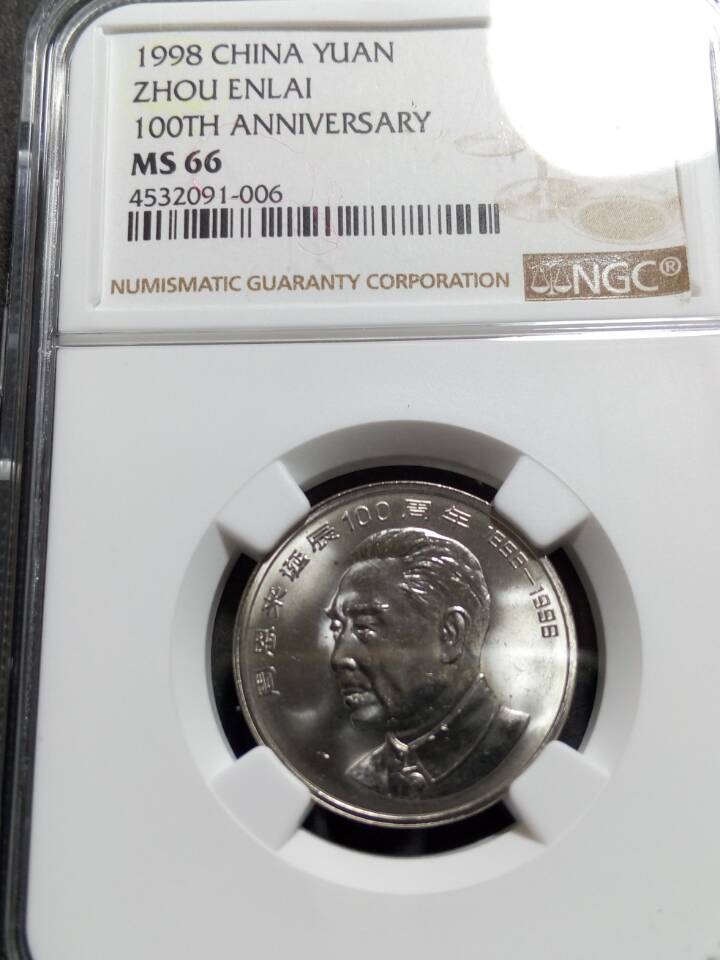 1998 CHINA YUAN
ZHOU ENLAI
100TH ANNIVERSARY
MS 66
4532091-006
NUMISMATIC GUARANTY CORPORATION
NGC®
周恩来诞辰100周年 1898—1998